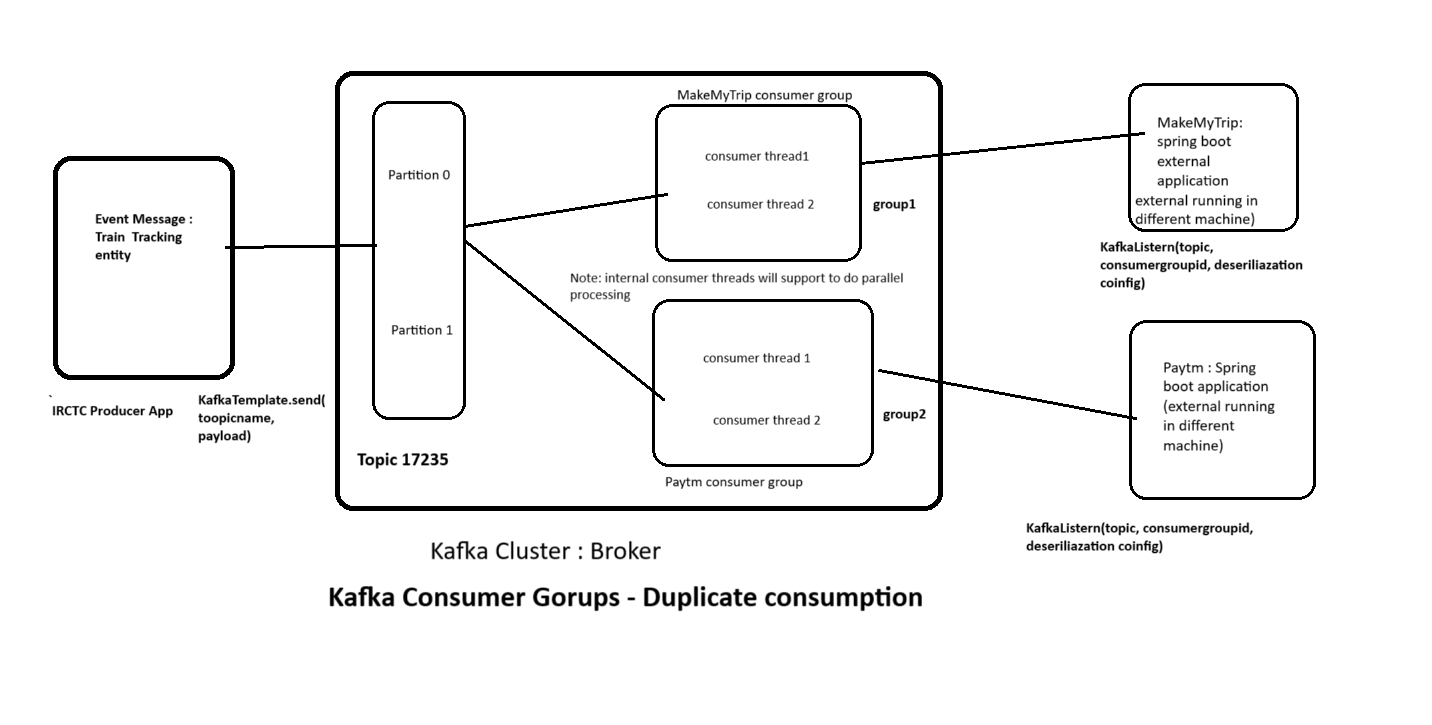 Event Message :
Train Tracking
entity
`
IRCTC Producer App
KafkaTemplate.send(
toopicname,
payload)
Partition 0
Partition 1
Topic 17235
MakeMyTrip consumer group
consumer thread1
consumer thread 2
group1
Note: internal consumer threads will support to do parallel
processing
consumer thread 1
consumer thread 2
group2
Paytm consumer group
MakeMyTrip:
spring boot
external
application
external running in
different machine)
KafkaListern(topic,
consumergroupid, deseriliazation
coinfig)
Paytm : Spring
boot application
(external running
in different
machine)
KafkaListern(topic, consumergroupid,
deseriliazation coinfig)
Kafka Cluster : Broker
Kafka Consumer Gorups - Duplicate consumption